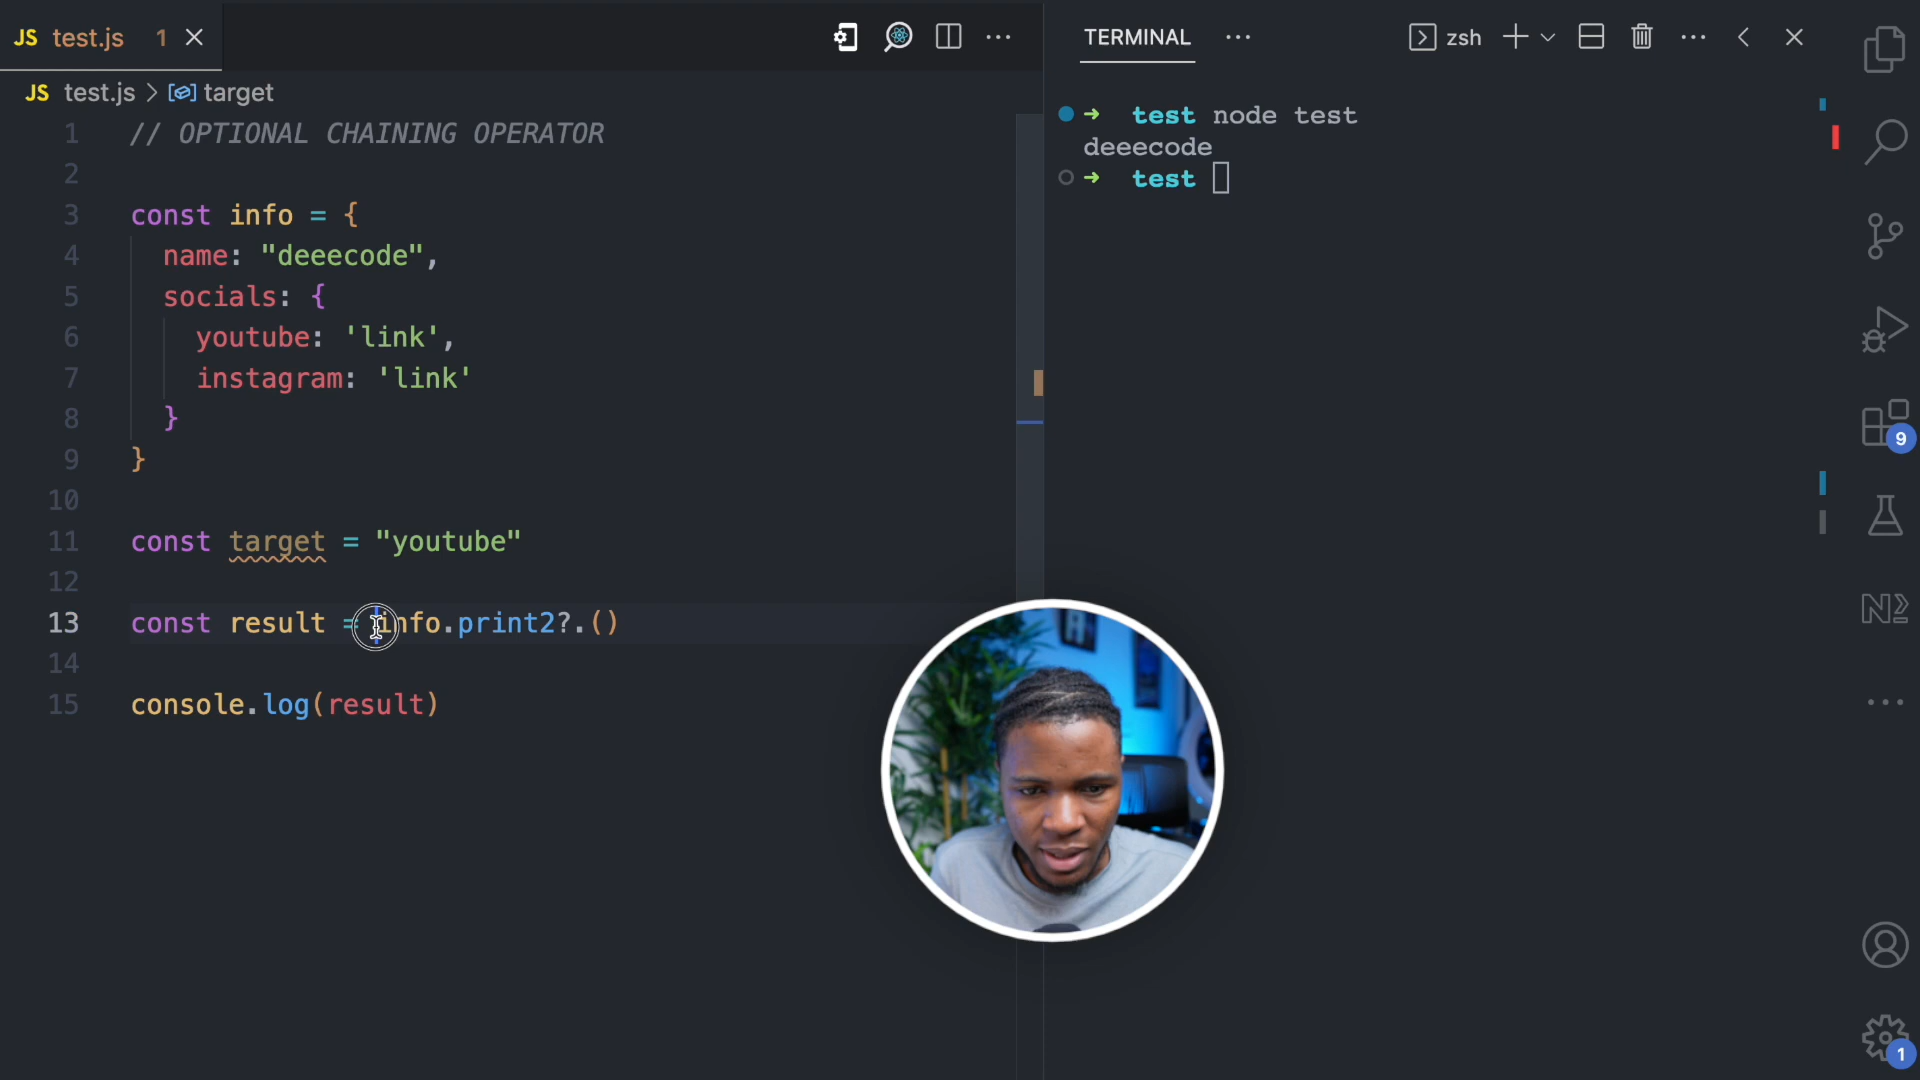 JS test.js 1
TERMINAL
zsh
JS test.js > target
1 // OPTIONAL CHAINING OPERATOR
2
3 const info = {
4 name: "deeecode",
5 socials: {
6 youtube: 'link',
7 instagram: 'link'
8 }
9 }
10
11 const target = "youtube"
12
13 const result = info.print2?.()
14
15 console.log(result)
➜ test node test
deeecode
➜ test
9
1